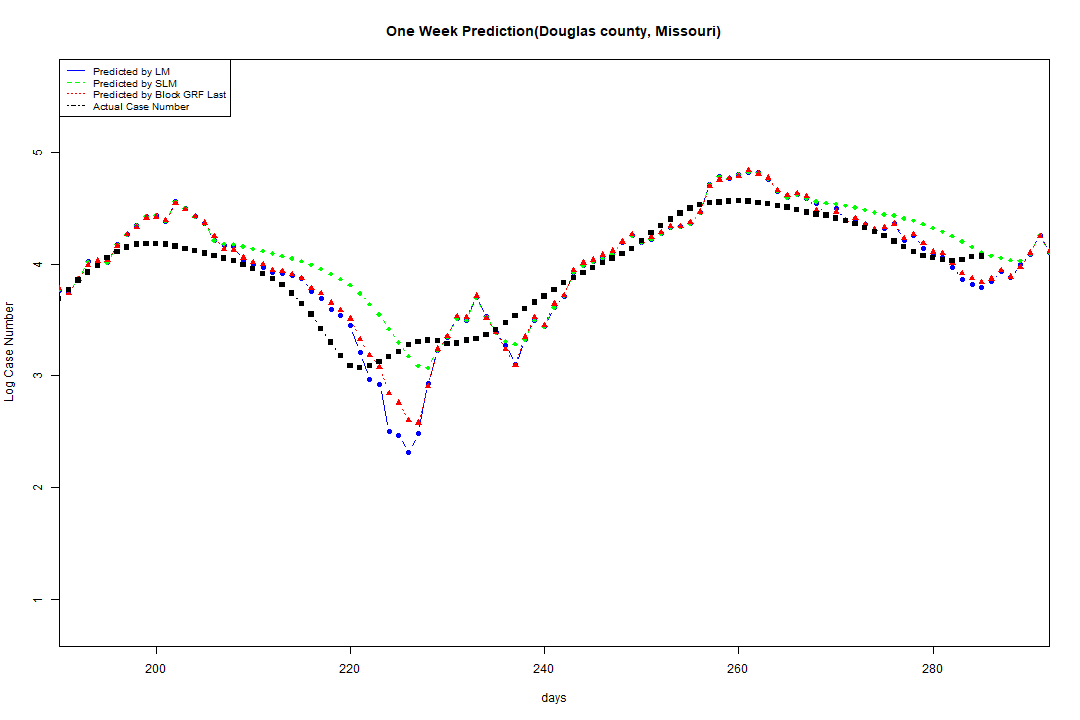 One Week Prediction(Douglas county, Missouri)
Predicted by LM
Predicted by SLM
Predicted by Block GRF Last
Actual Case Number
5
4
3
2
1
Log Case Number
200 220 240 260 280
days